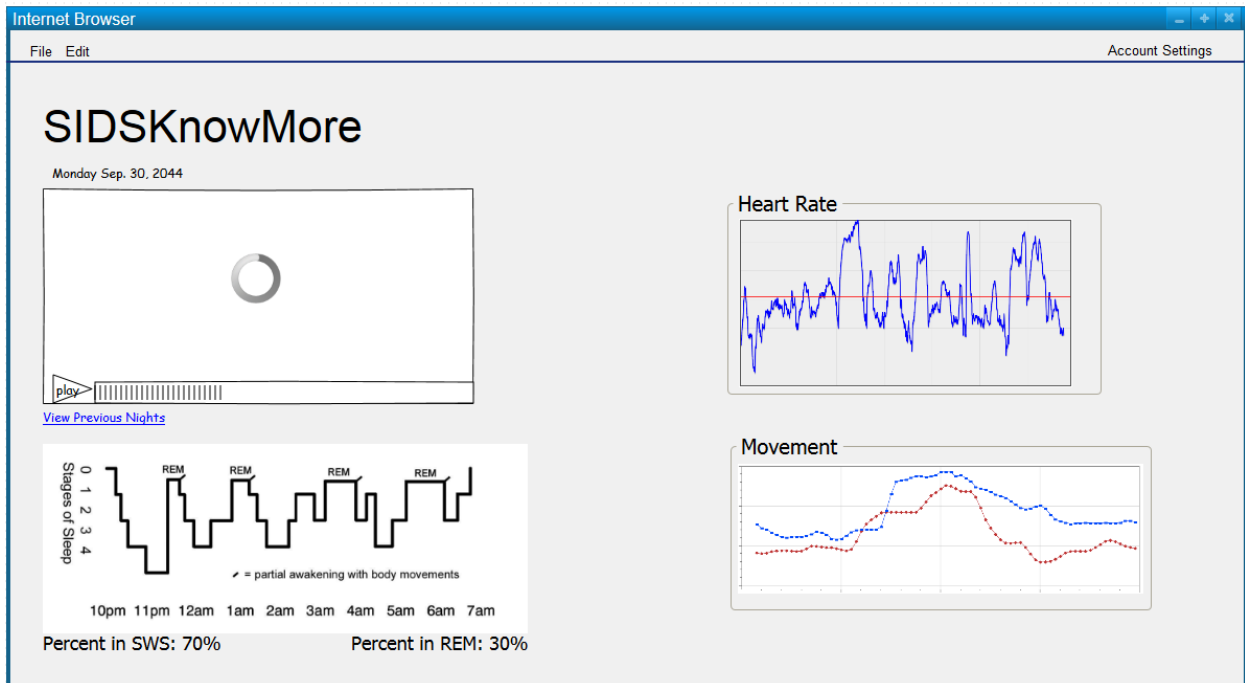 Internet Browser
File Edit
Account Settings
SIDSKnowMore
Monday Sep. 30, 2044
play
View Previous Nights
Heart Rate
Stages of Sleep
0 1 2 3 4
REM REM REM REM
= partial awakening with body movements
10pm 11pm 12am 1am 2am 3am 4am 5am 6am 7am
Percent in SWS: 70% Percent in REM: 30%
Movement